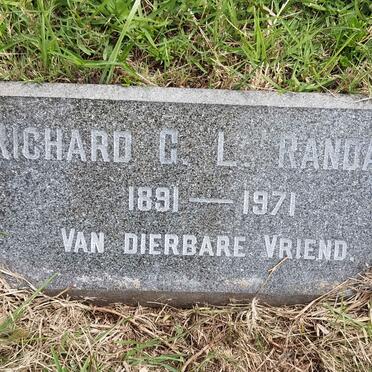 RICHARD G. L. RANDA
1891 — 1971
VAN DIERBARE VRIEND.